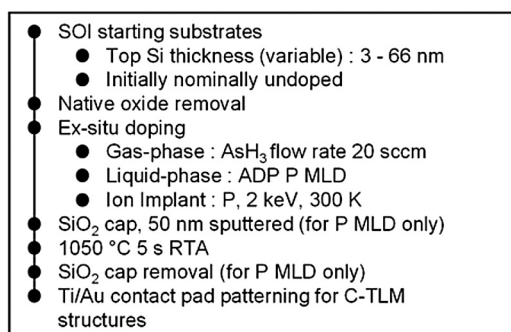 SOI starting substrates
Top Si thickness (variable) : 3 - 66 nm
Initially nominally undoped
Native oxide removal
Ex-situ doping
Gas-phase : AsH₃ flow rate 20 sccm
Liquid-phase : ADP P MLD
Ion Implant : P, 2 keV, 300 K
SiO₂ cap, 50 nm sputtered (for P MLD only)
1050 °C 5 s RTA
SiO₂ cap removal (for P MLD only)
Ti/Au contact pad patterning for C-TLM
structures